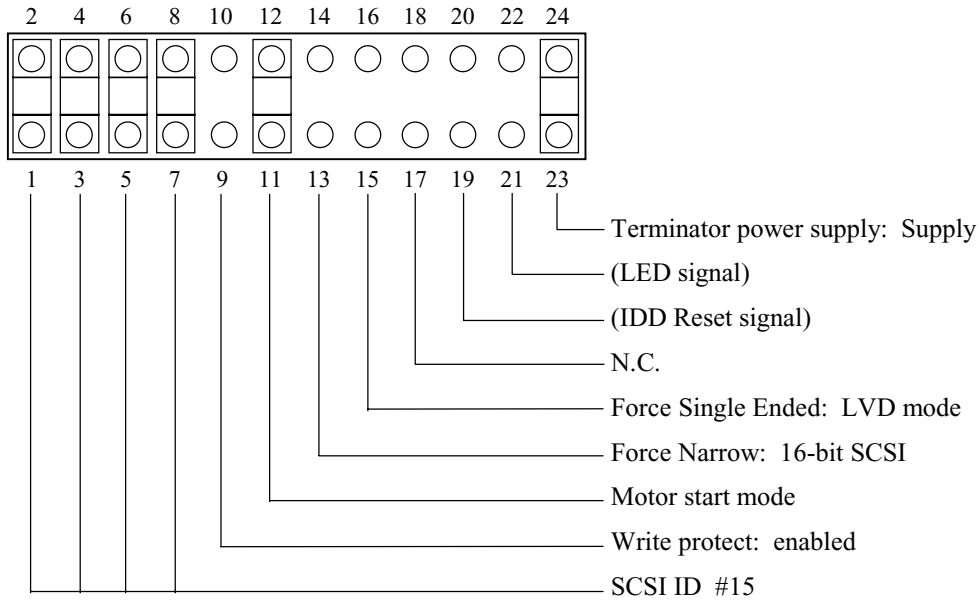 2 4 6 8 10 12 14 16 18 20 22 24
1 3 5 7 9 11 13 15 17 19 21 23
Terminator power supply: Supply
(LED signal)
(IDD Reset signal)
N.C.
Force Single Ended: LVD mode
Force Narrow: 16-bit SCSI
Motor start mode
Write protect: enabled
SCSI ID #15